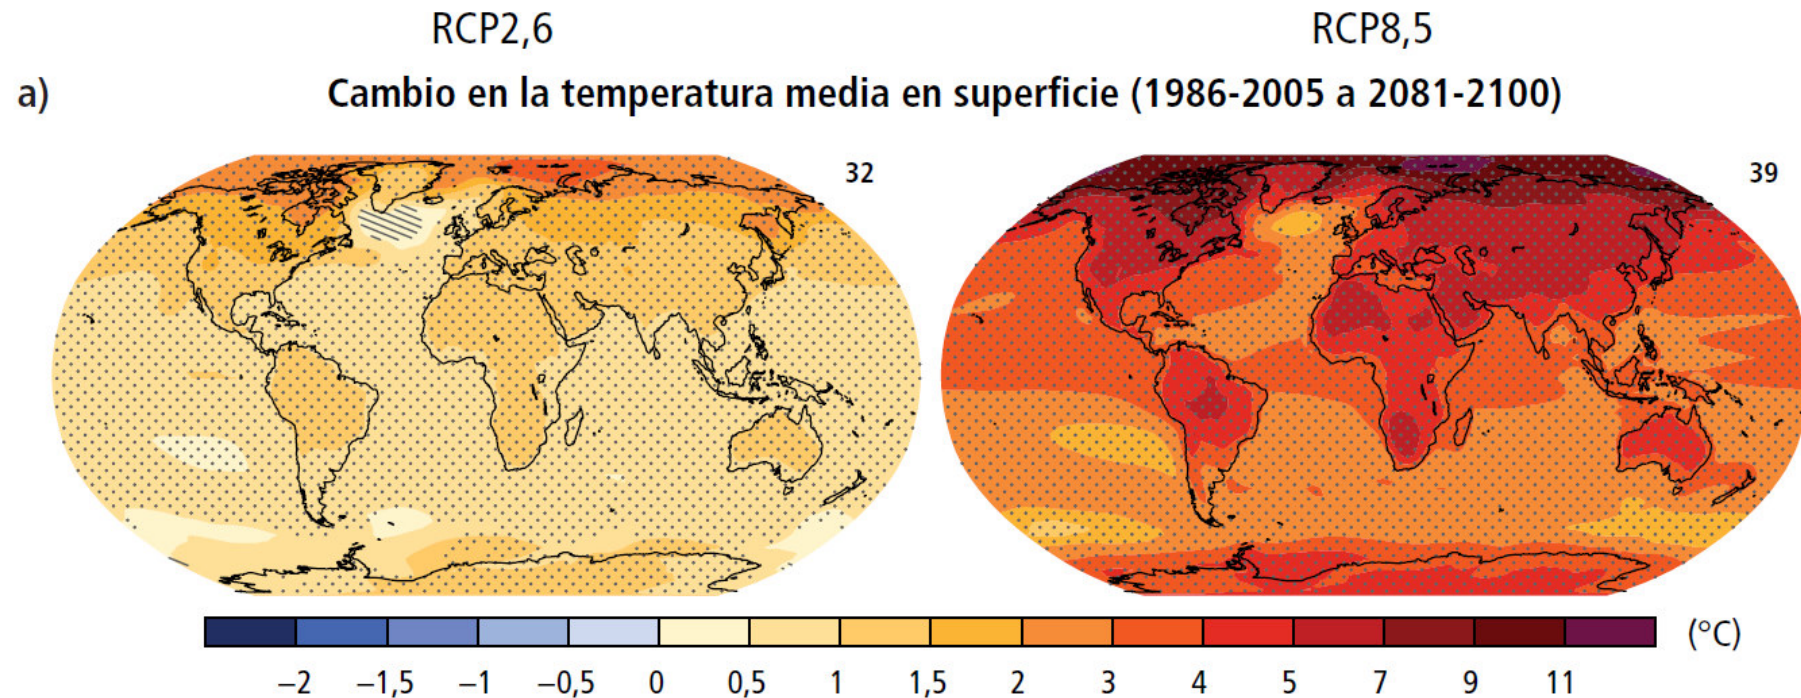 RCP2,6 RCP8,5
a) Cambio en la temperatura media en superficie (1986-2005 a 2081-2100)
32 39
(°C)
−2 −1,5 −1 −0,5 0 0,5 1 1,5 2 3 4 5 7 9 11